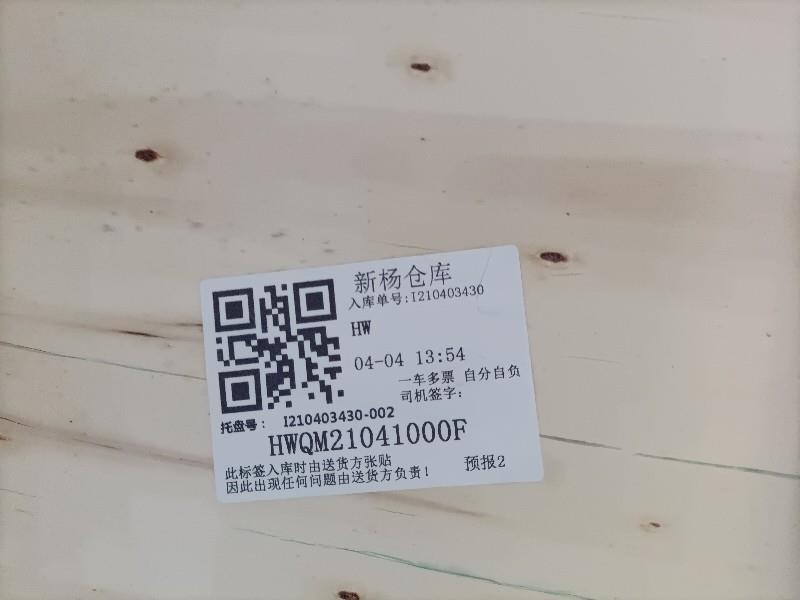 新杨仓库
入库单号:I210403430
HW
04-04 13:54
一车多票 自分自负
司机签字:
托盘号: I210403430-002
HWQM21041000F
此标签入库时由送货方张贴
因此出现任何问题由送货方负责!
预报2